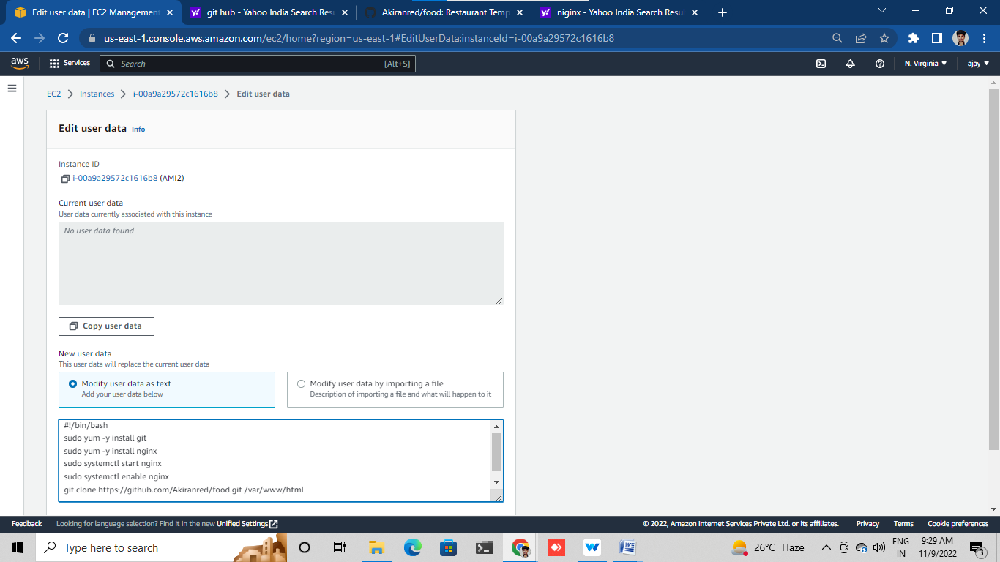 Edit user data | EC2 Management
git hub - Yahoo India Search Resu
Akiranred/food: Restaurant Temp
niginx - Yahoo India Search Resul
us-east-1.console.aws.amazon.com/ec2/home?region=us-east-1#EditUserData:instanceId=i-00a9a29572c1616b8
aws
Services
Search
[Alt+S]
N. Virginia
ajay
EC2
Instances
i-00a9a29572c1616b8
Edit user data
Edit user data Info
Instance ID
i-00a9a29572c1616b8 (AMI2)
Current user data
User data currently associated with this instance
No user data found
Copy user data
New user data
This user data will replace the current user data
Modify user data as text
Add your user data below
Modify user data by importing a file
Description of importing a file and what will happen to it
#!/bin/bash
sudo yum -y install git
sudo yum -y install nginx
sudo systemctl start nginx
sudo systemctl enable nginx
git clone https://github.com/Akiranred/food.git /var/www/html
Feedback
Looking for language selection? Find it in the new Unified Settings
© 2022, Amazon Internet Services Private Ltd. or its affiliates.
Privacy
Terms
Cookie preferences
Type here to search
26°C Haze
ENG
IN
9:29 AM
11/9/2022
3